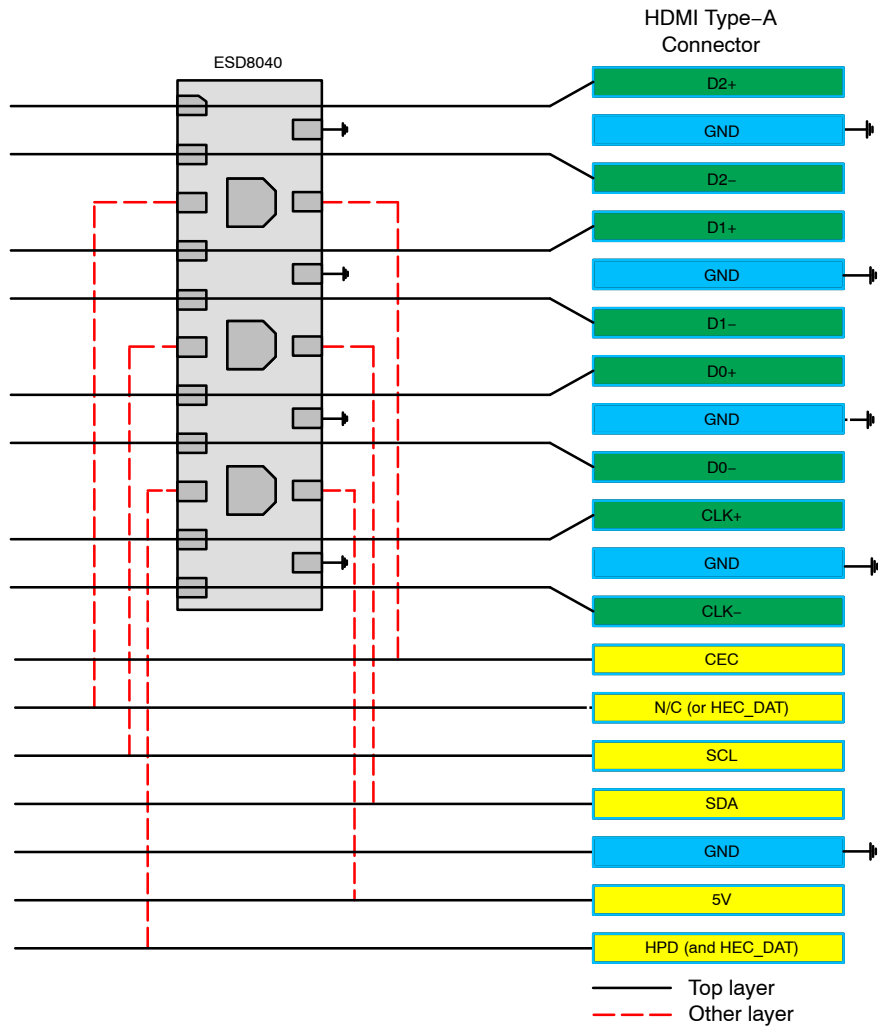 HDMI Type–A
Connector
ESD8040
D2+
GND
D2–
D1+
GND
D1–
D0+
GND
D0–
CLK+
GND
CLK–
CEC
N/C (or HEC_DAT)
SCL
SDA
GND
5V
HPD (and HEC_DAT)
Top layer
Other layer